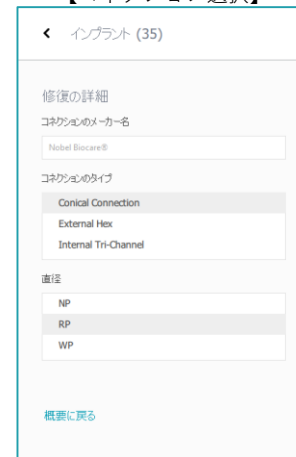 インプラント (35)
修復の詳細
コネクションのメーカー名
Nobel Biocare®
コネクションのタイプ
Conical Connection
External Hex
Internal Tri-Channel
直径
NP
RP
WP
概要に戻る